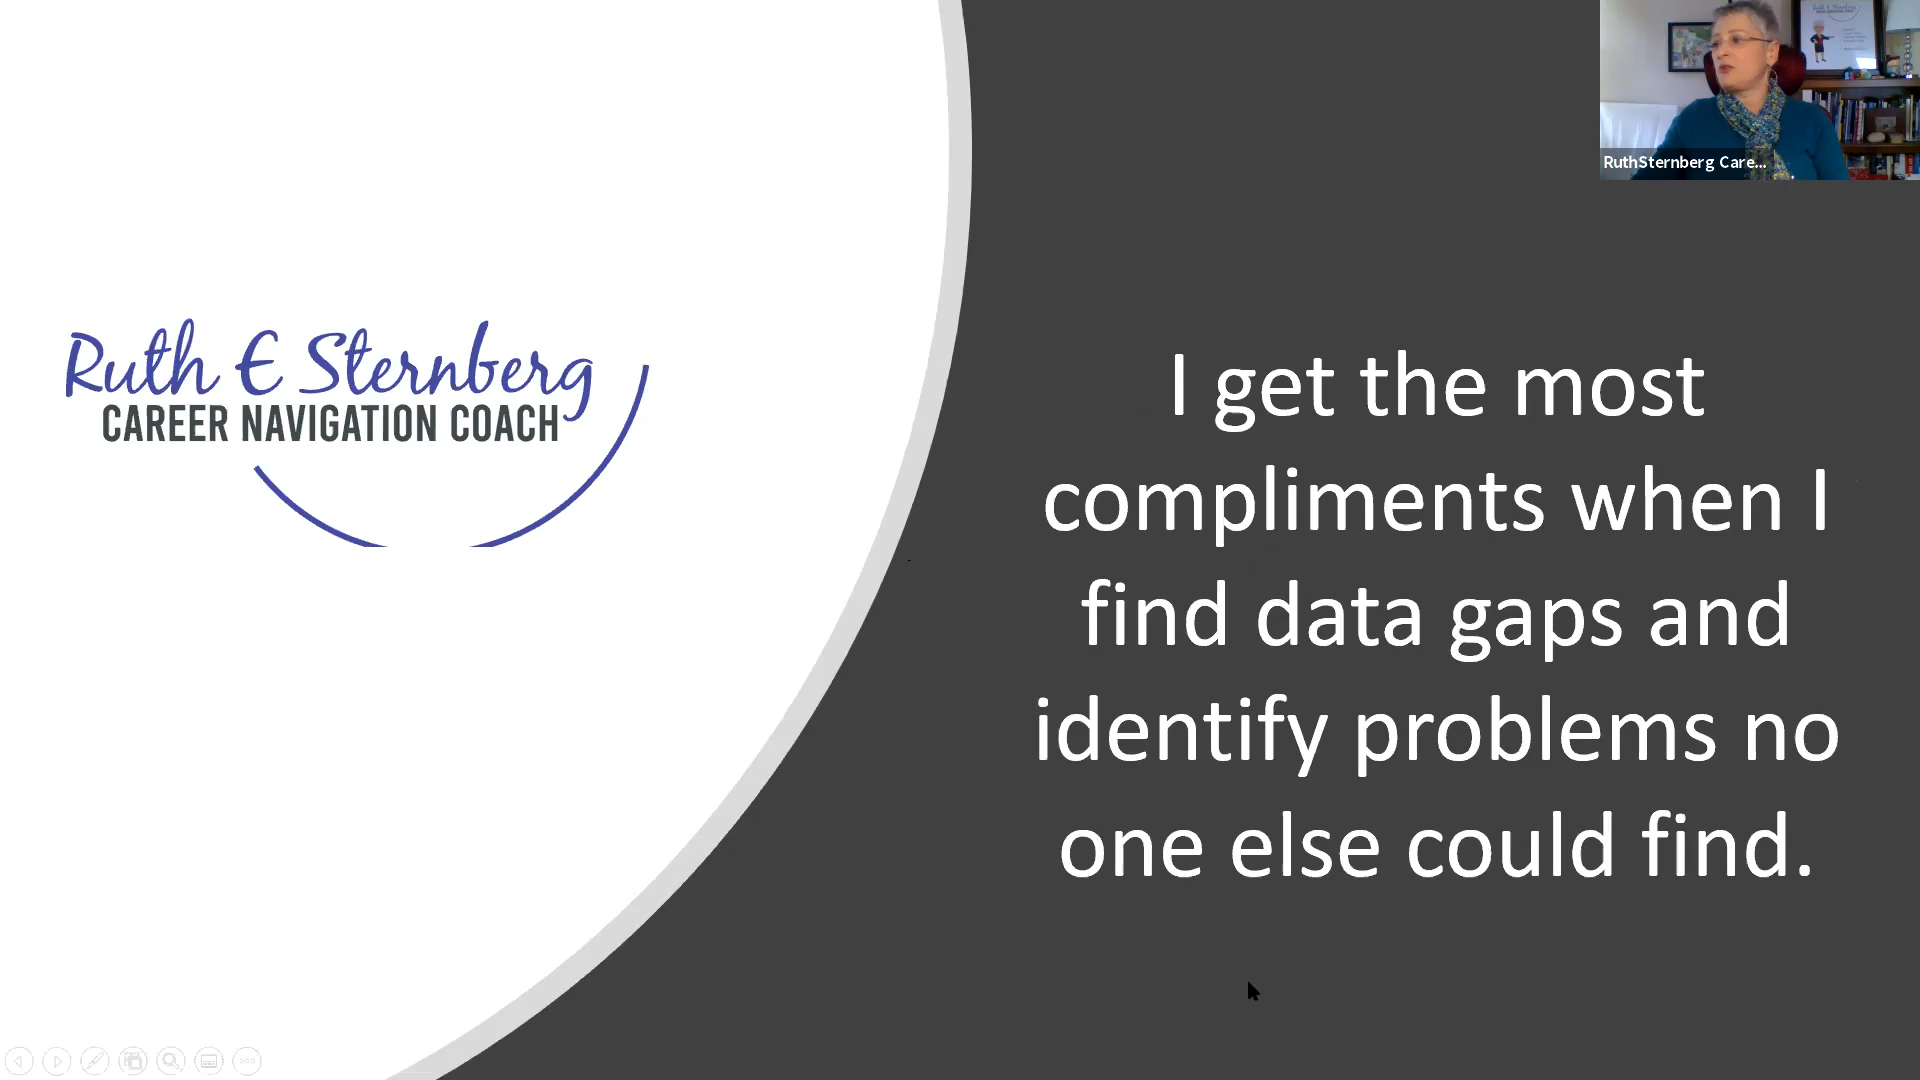 Ruth E Sternberg
CAREER NAVIGATION COACH
I get the most
compliments when I
find data gaps and
identify problems no
one else could find.
RuthSternberg Care...